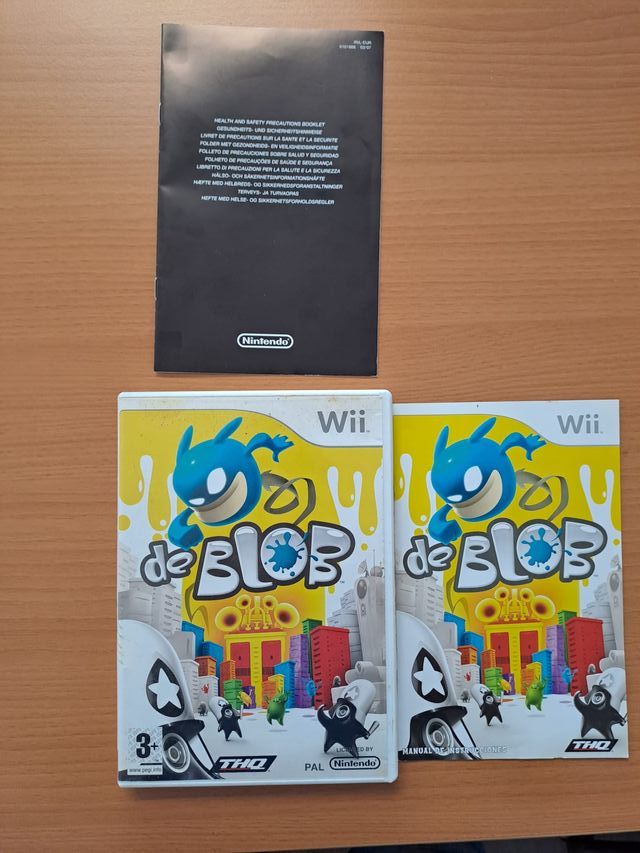 PAL-EUR
HEALTH AND SAFETY PRECAUTIONS BOOKLET
GESUNDHEITS- UND SICHERHEITSHINWEISE
LIVRET DE PRECAUTIONS SUR LA SANTE ET LA SECURITE
FOLDER MET GEZONDHEIDS- EN VEILIGHEIDSINFORMATIE
FOLLETO DE PRECAUCIONES SOBRE SALUD Y SEGURIDAD
FOLHETO DE PRECAUÇÕES DE SAÚDE E SEGURANÇA
LIBRETTO DI PRECAUZIONI PER LA SALUTE E LA SICUREZZA
HÄLSO- OCH SÄKERHETSINFORMATIONSHÄFTE
HÆFTE MED HELBREDS- OG SIKKERHEDSFORANSTALTNINGER
TERVEYS- JA TURVAOPAS
HEFTE MED HELSE- OG SIKKERHETSFORHOLDSREGLER
Nintendo
Wii
de BLOB
3+
www.pegi.info
THQ
PAL
LICENSED BY
Nintendo
Wii
de BLOB
MANUAL DE INSTRUCCIONES
THQ